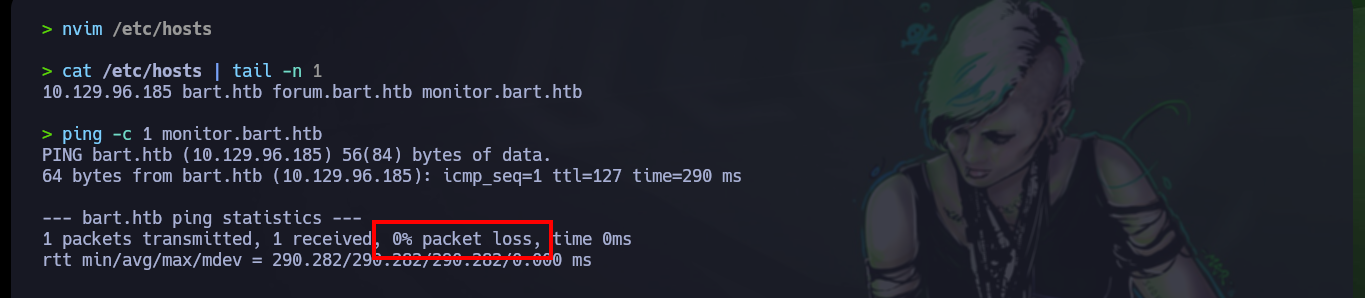 > nvim /etc/hosts
> cat /etc/hosts | tail -n 1
10.129.96.185 bart.htb forum.bart.htb monitor.bart.htb
> ping -c 1 monitor.bart.htb
PING bart.htb (10.129.96.185) 56(84) bytes of data.
64 bytes from bart.htb (10.129.96.185): icmp_seq=1 ttl=127 time=290 ms
--- bart.htb ping statistics ---
1 packets transmitted, 1 received, 0% packet loss, time 0ms
rtt min/avg/max/mdev = 290.282/290.282/290.282/0.000 ms